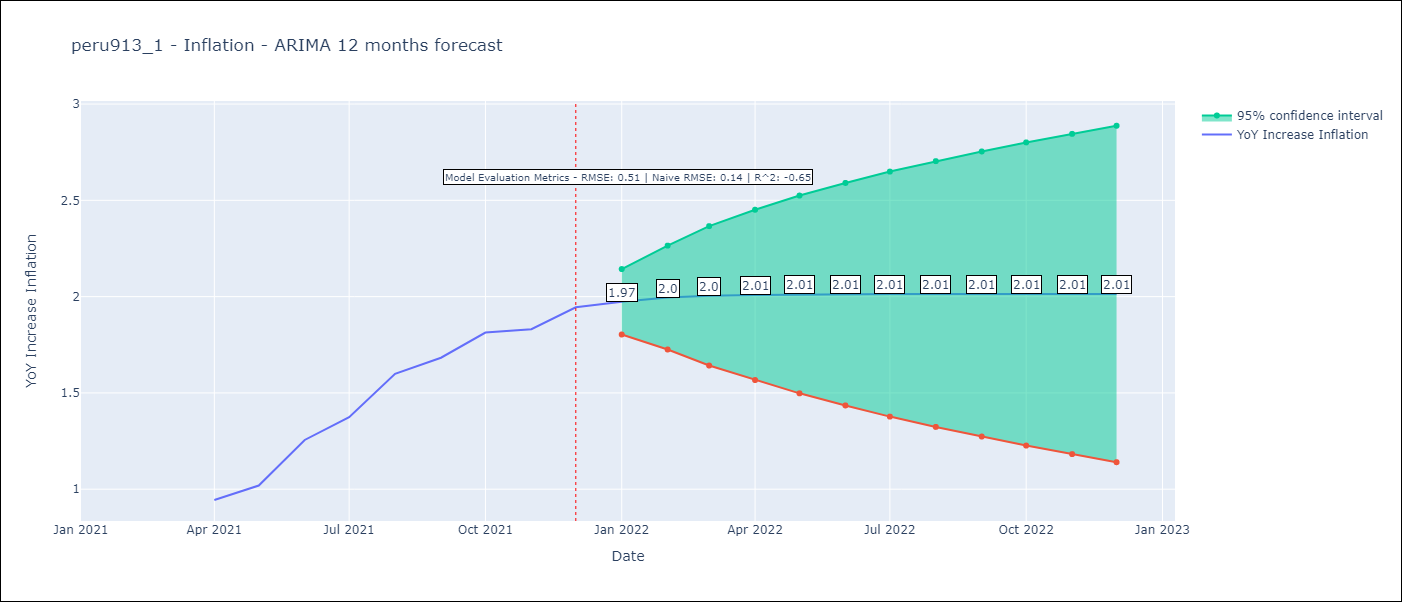 peru913_1 - Inflation - ARIMA 12 months forecast
3
2.5
2
1.5
1
YoY Increase Inflation
Model Evaluation Metrics - RMSE: 0.51 | Naive RMSE: 0.14 | R^2: -0.65
1.97 2.0 2.0 2.01 2.01 2.01 2.01 2.01 2.01 2.01 2.01 2.01
Jan 2021 Apr 2021 Jul 2021 Oct 2021 Jan 2022 Apr 2022 Jul 2022 Oct 2022 Jan 2023
Date
95% confidence interval
YoY Increase Inflation